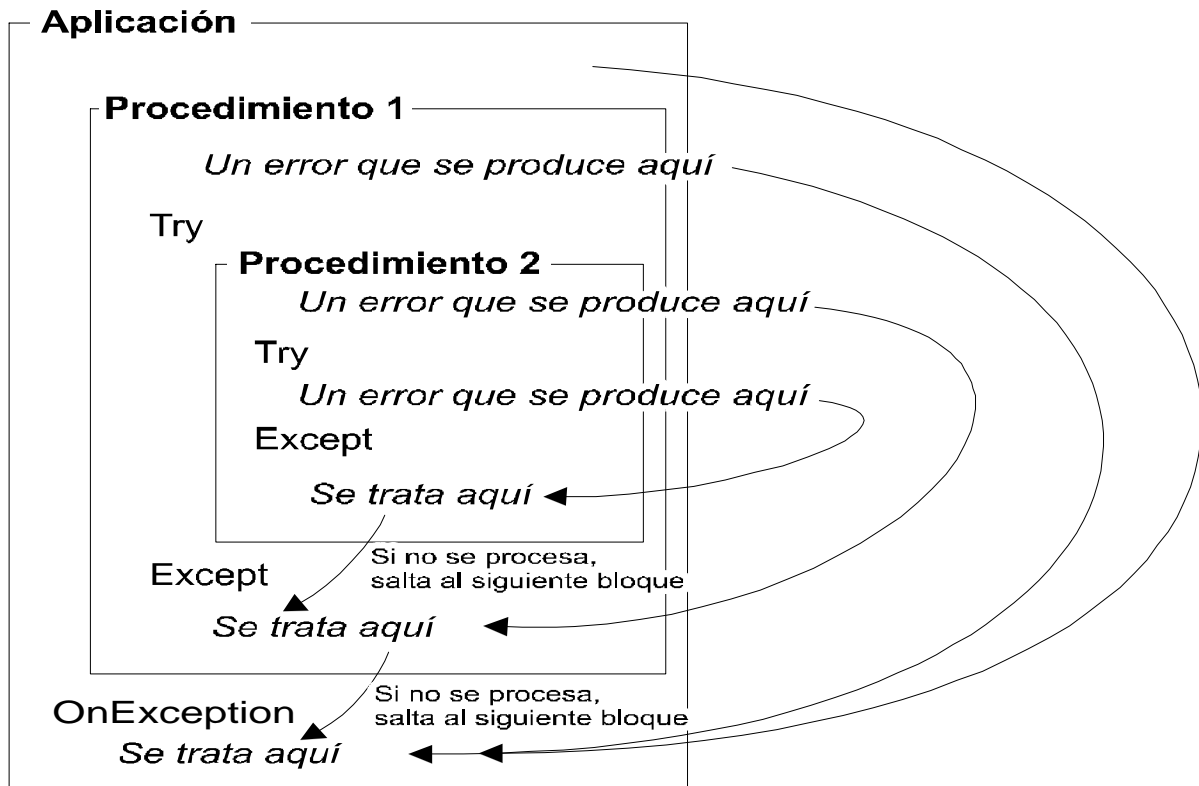 Aplicación
Procedimiento 1
Un error que se produce aquí
Try
Procedimiento 2
Un error que se produce aquí
Try
Un error que se produce aquí
Except
Se trata aquí
Si no se procesa,
salta al siguiente bloque
Except
Se trata aquí
Si no se procesa,
salta al siguiente bloque
OnException
Se trata aquí